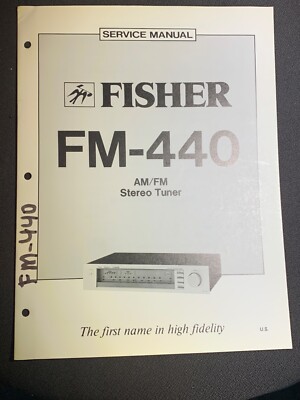 SERVICE MANUAL
FISHER
FM-440
AM/FM
Stereo Tuner
FM-440
The first name in high fidelity
U.S.